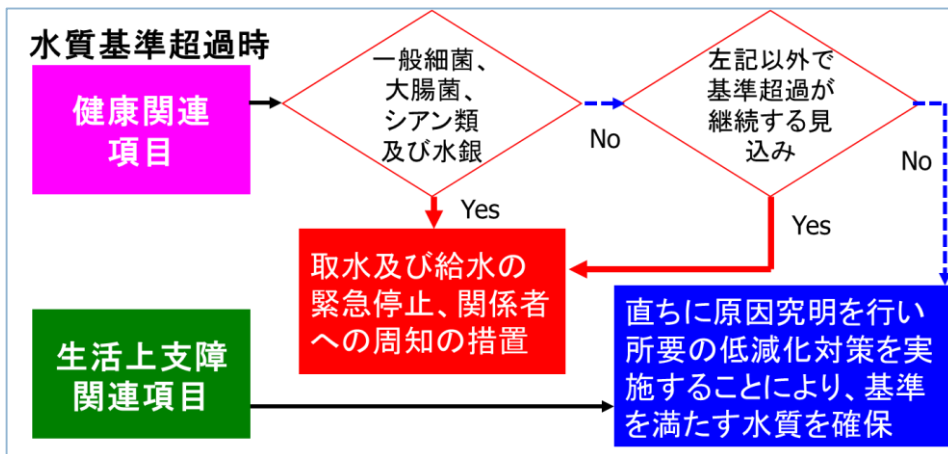 水質基準超過時
健康関連
項目
一般細菌、
大腸菌、
シアン類
及び水銀
No
左記以外で
基準超過が
継続する見
込み
No
Yes
Yes
取水及び給水の
緊急停止、関係者
への周知の措置
生活上支障
関連項目
直ちに原因究明を行い
所要の低減化対策を実
施することにより、基準
を満たす水質を確保